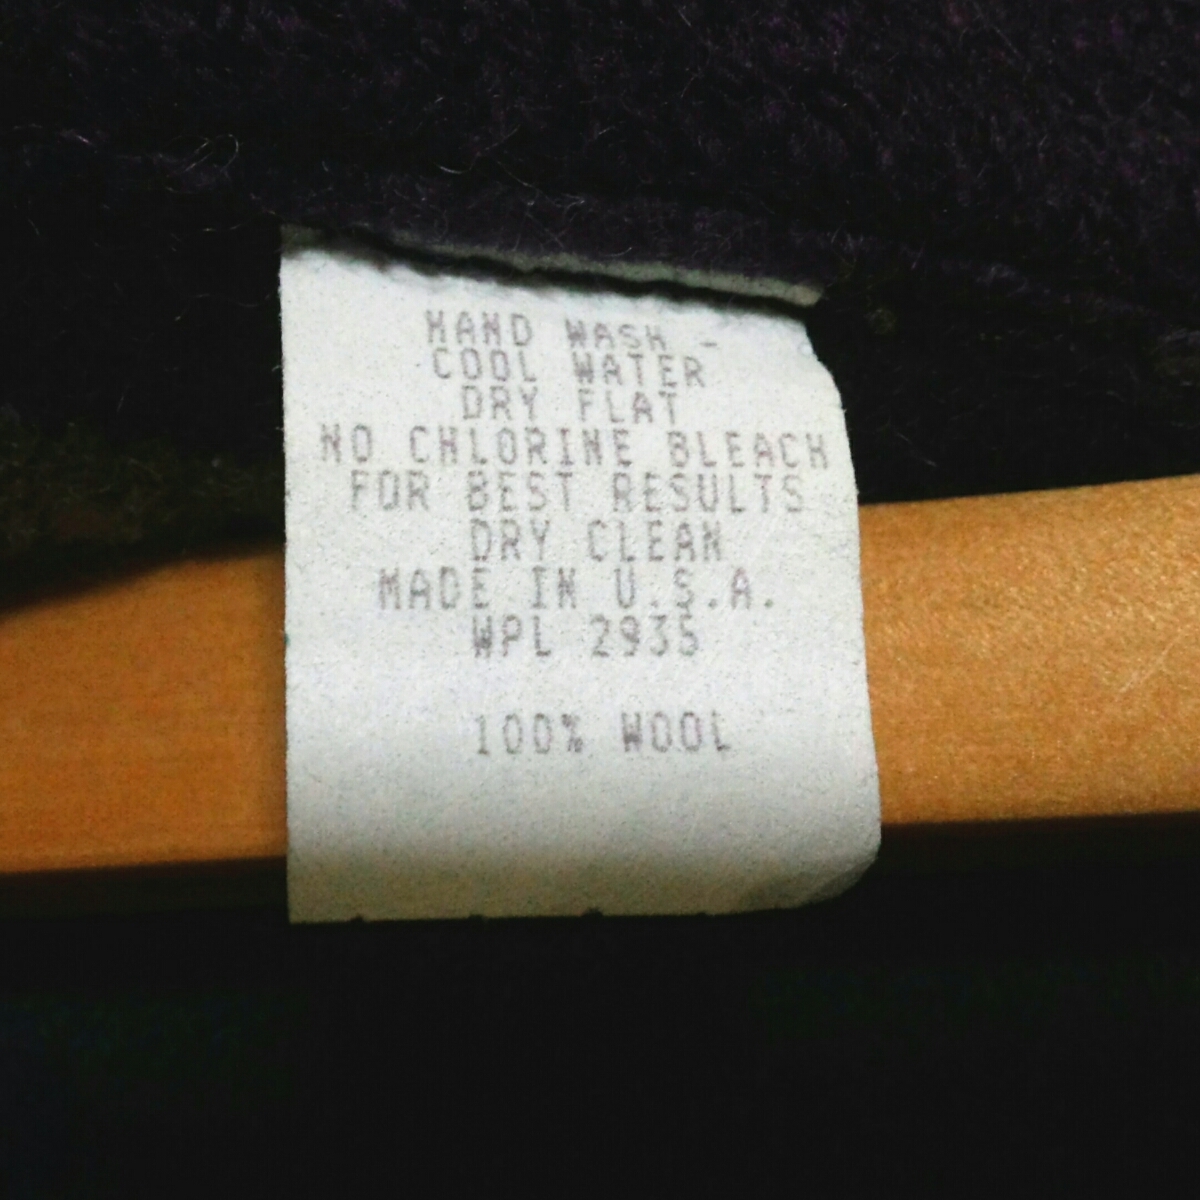 HAND WASH -
COOL WATER
DRY FLAT
NO CHLORINE BLEACH
FOR BEST RESULTS
DRY CLEAN
MADE IN U.S.A.
WPL 2935
100% WOOL